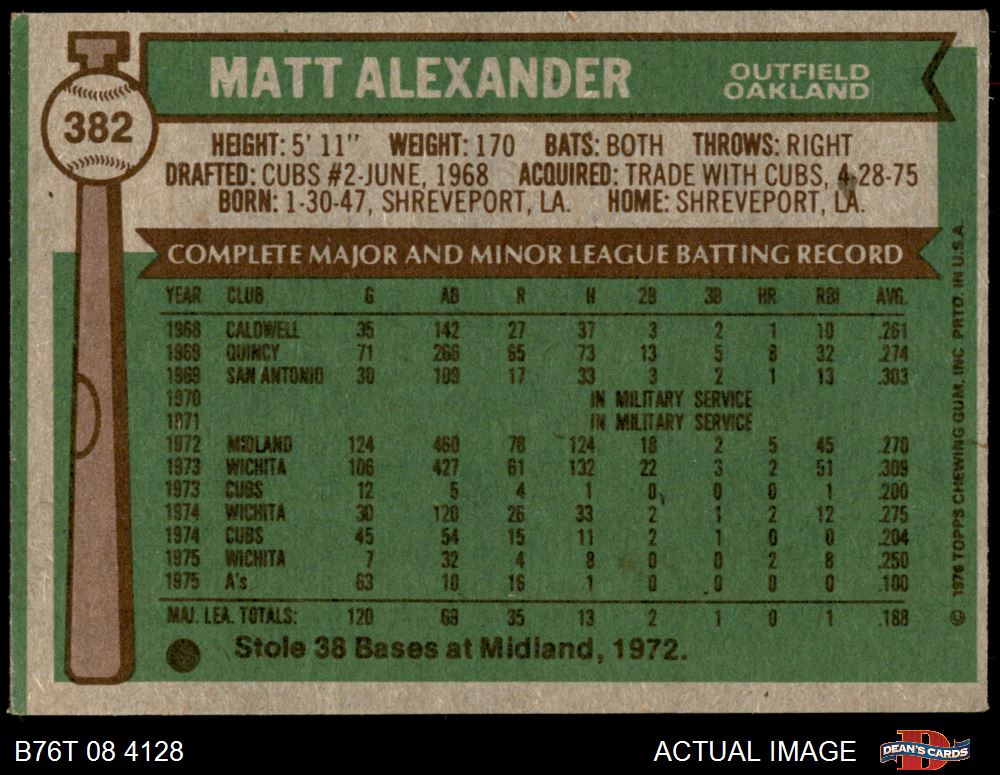 MATT ALEXANDER
OUTFIELD
OAKLAND
382
HEIGHT: 5' 11" WEIGHT: 170 BATS: BOTH THROWS: RIGHT
DRAFTED: CUBS #2-JUNE, 1968 ACQUIRED: TRADE WITH CUBS, 4-28-75
BORN: 1-30-47, SHREVEPORT, LA. HOME: SHREVEPORT, LA.
COMPLETE MAJOR AND MINOR LEAGUE BATTING RECORD
YEAR CLUB G AB R H 2B 3B HR RBI AVG.
1968 CALDWELL 35 142 27 37 3 2 1 10 .261
1969 QUINCY 71 266 65 73 13 5 8 32 .274
1969 SAN ANTONIO 30 109 17 33 3 2 1 13 .303
1970 IN MILITARY SERVICE
1971 IN MILITARY SERVICE
1972 MIDLAND 124 460 78 124 18 2 5 45 .270
1973 WICHITA 106 427 61 132 22 3 2 51 .309
1973 CUBS 12 5 4 1 0 0 0 1 .200
1974 WICHITA 30 120 26 33 2 1 2 12 .275
1974 CUBS 45 54 15 11 2 1 0 0 .204
1975 WICHITA 7 32 4 8 0 0 2 8 .250
1975 A's 63 10 16 1 0 0 0 0 .100
MAJ. LEA. TOTALS: 120 69 35 13 2 1 0 1 .188
Stole 38 Bases at Midland, 1972.
© 1976 TOPPS CHEWING GUM, INC. PRTD. IN U.S.A.
B76T 08 4128
ACTUAL IMAGE
D
DEAN'S CARDS